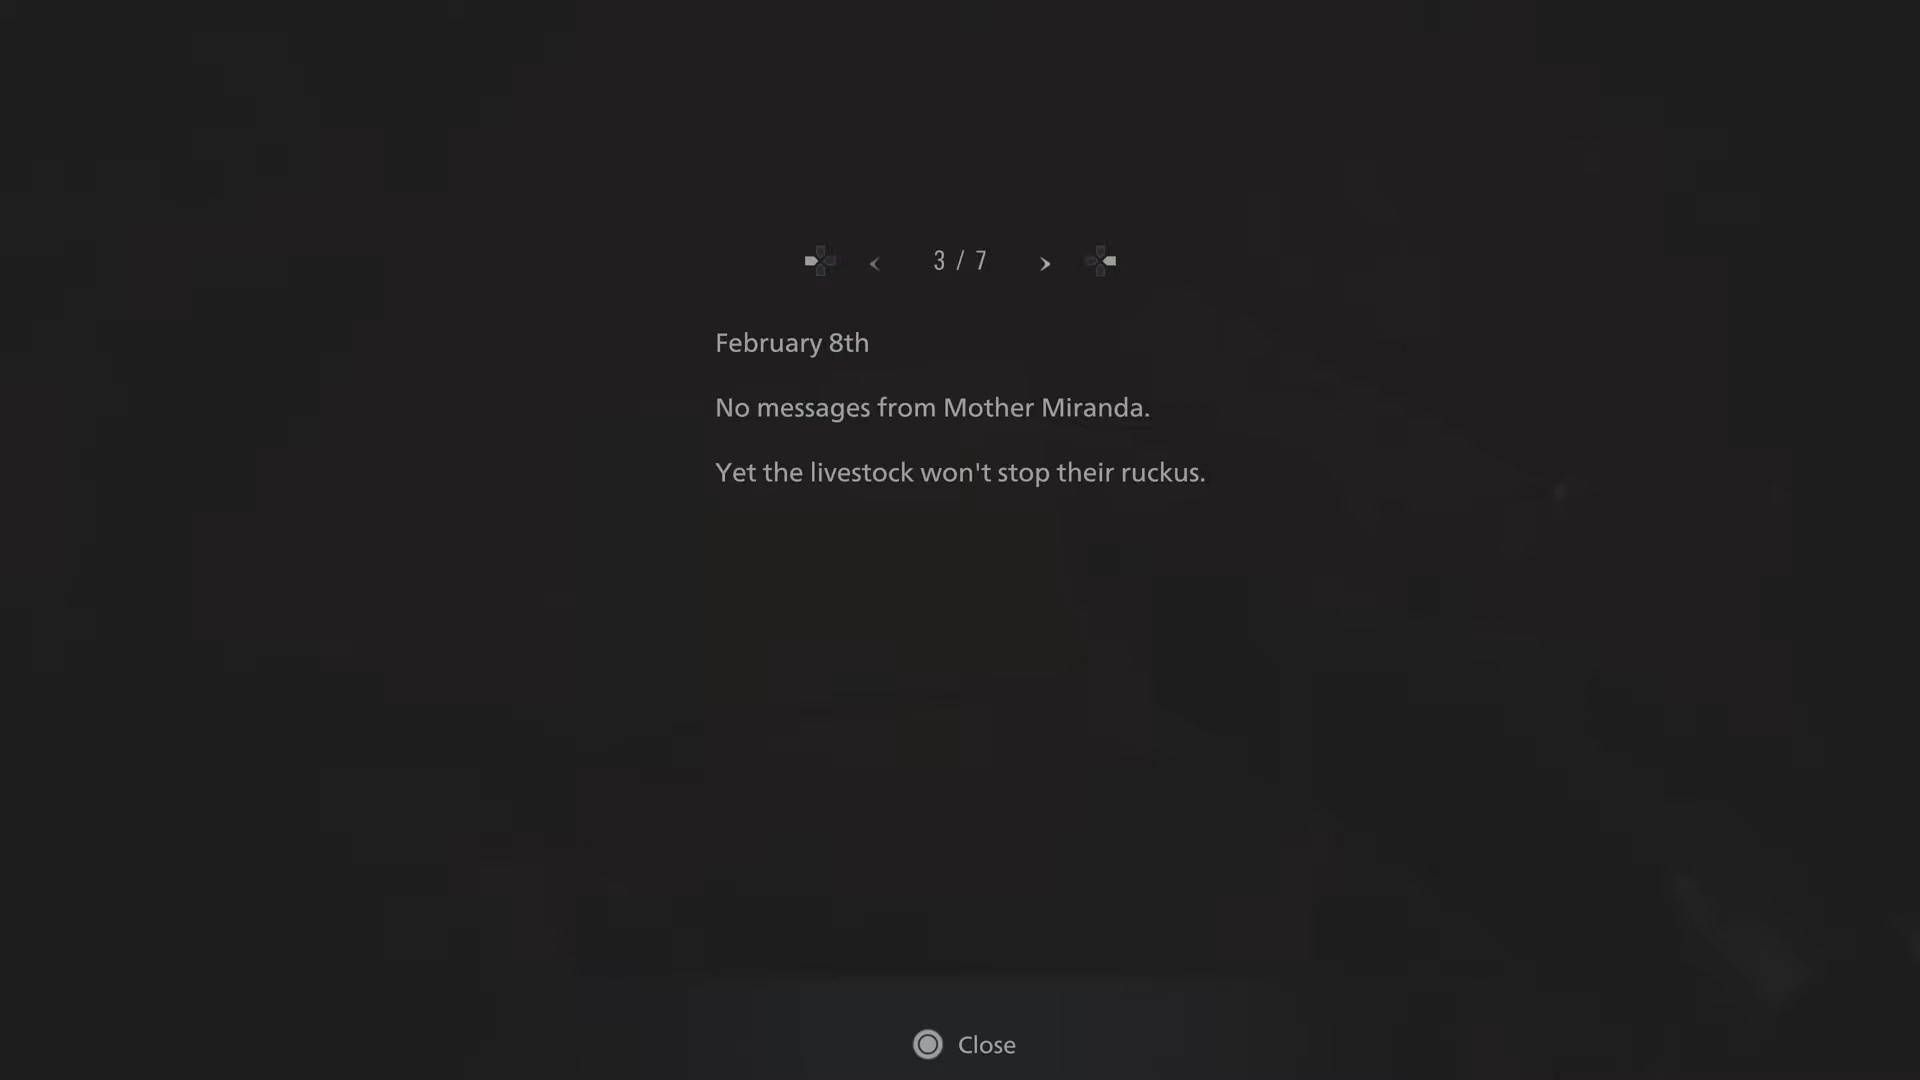 3 / 7
February 8th
No messages from Mother Miranda.
Yet the livestock won't stop their ruckus.
Close